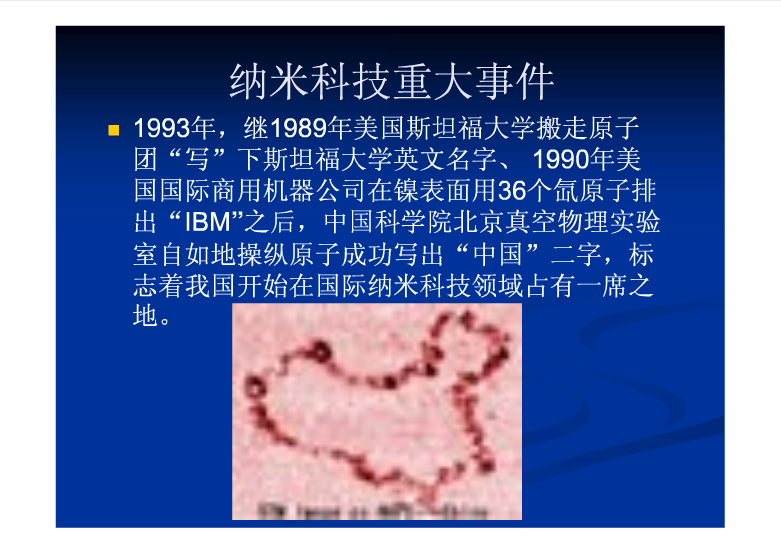 纳米科技重大事件
1993年，继1989年美国斯坦福大学搬走原子
团“写”下斯坦福大学英文名字、 1990年美
国国际商用机器公司在镍表面用36个氙原子排
出“IBM”之后，中国科学院北京真空物理实验
室自如地操纵原子成功写出“中国”二字，标
志着我国开始在国际纳米科技领域占有一席之
地。